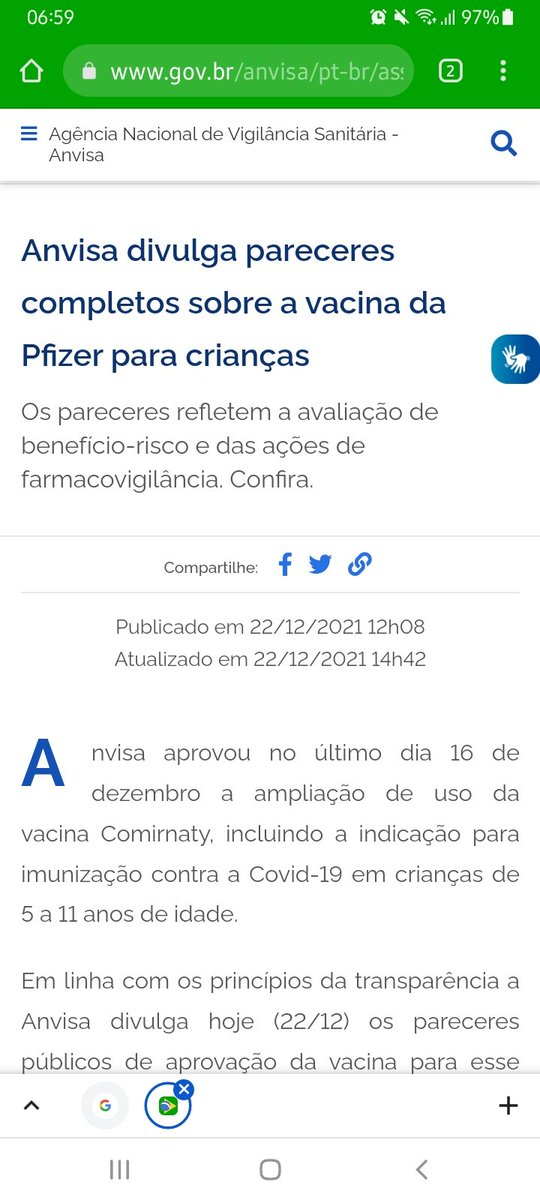 06:59
97%
www.gov.br/anvisa/pt-br/ass
2
Agência Nacional de Vigilância Sanitária -
Anvisa
Anvisa divulga pareceres
completos sobre a vacina da
Pfizer para crianças
Os pareceres refletem a avaliação de
benefício-risco e das ações de
farmacovigilância. Confira.
Compartilhe:
Publicado em 22/12/2021 12h08
Atualizado em 22/12/2021 14h42
Anvisa aprovou no último dia 16 de
dezembro a ampliação de uso da
vacina Comirnaty, incluindo a indicação para
imunização contra a Covid-19 em crianças de
5 a 11 anos de idade.
Em linha com os princípios da transparência a
Anvisa divulga hoje (22/12) os pareceres
públicos de aprovação da vacina para esse